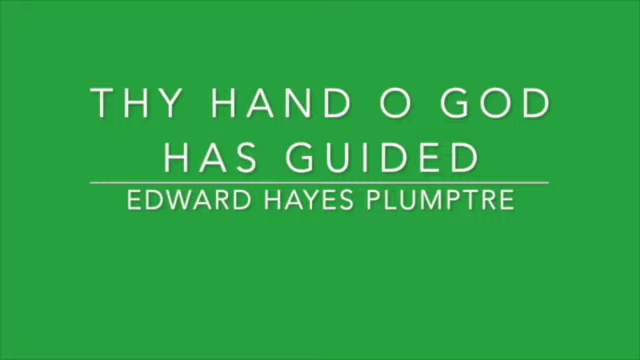 THY HAND O GOD
HAS GUIDED
EDWARD HAYES PLUMPTRE